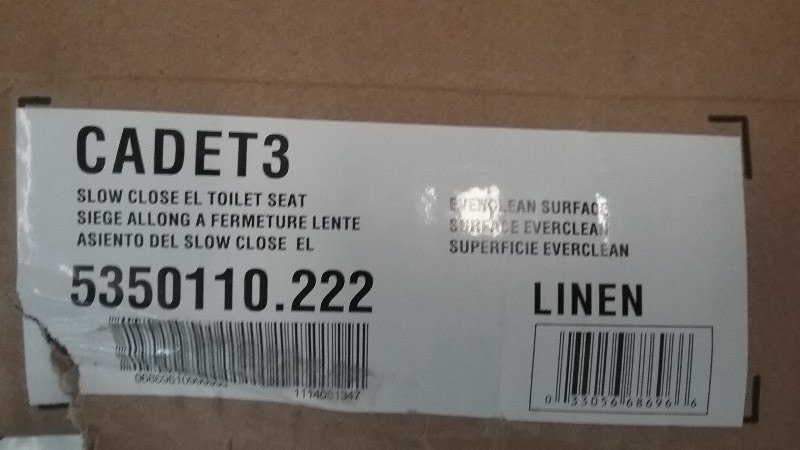 CADET3
SLOW CLOSE EL TOILET SEAT
SIEGE ALLONG A FERMETURE LENTE
ASIENTO DEL SLOW CLOSE EL
EVERCLEAN SURFACE
SURFACE EVERCLEAN
SUPERFICIE EVERCLEAN
5350110.222
LINEN
0 33056 68696 6